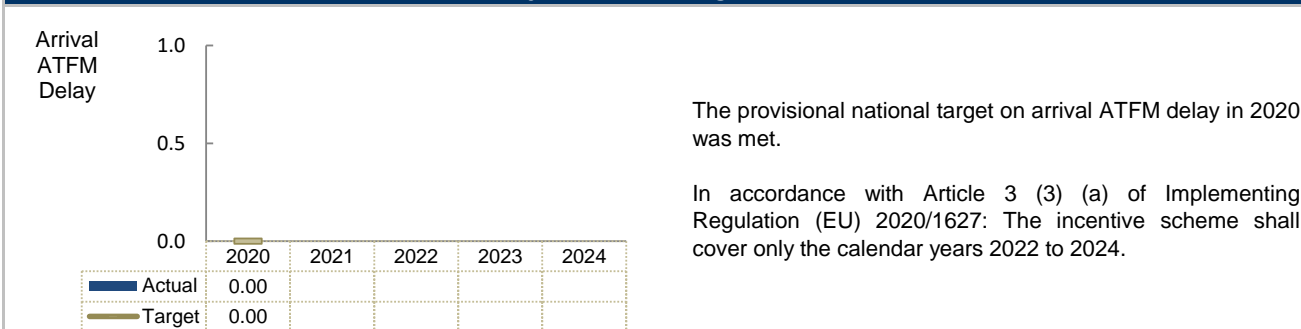 Arrival
ATFM
Delay
1.0
0.5
0.0
2020 2021 2022 2023 2024
Actual 0.00
Target 0.00
The provisional national target on arrival ATFM delay in 2020
was met.
In accordance with Article 3 (3) (a) of Implementing
Regulation (EU) 2020/1627: The incentive scheme shall
cover only the calendar years 2022 to 2024.